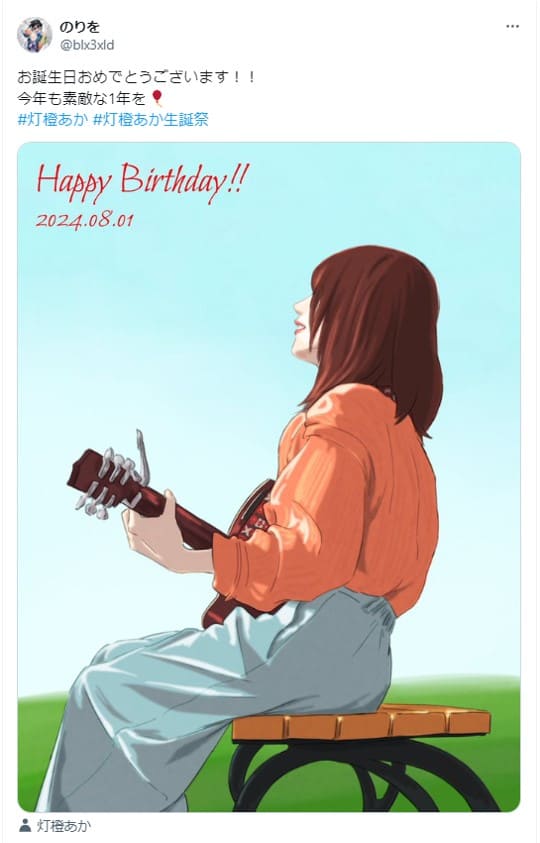 のりを
@blx3xld
お誕生日おめでとうございます！！
今年も素敵な1年を🎈
#灯橙あか #灯橙あか生誕祭
Happy Birthday!!
2024.08.01
灯橙あか